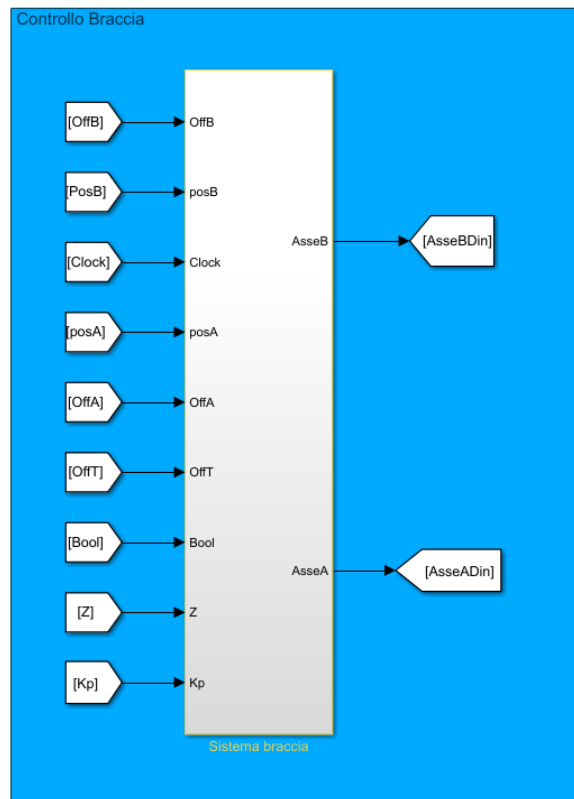 Controllo Braccia
[OffB]
OffB
[PosB]
posB
AsseB
[AsseBDin]
[Clock]
Clock
[posA]
posA
[OffA]
OffA
[OffT]
OffT
[Bool]
Bool
AsseA
[AsseADin]
[Z]
Z
[Kp]
Kp
Sistema braccia